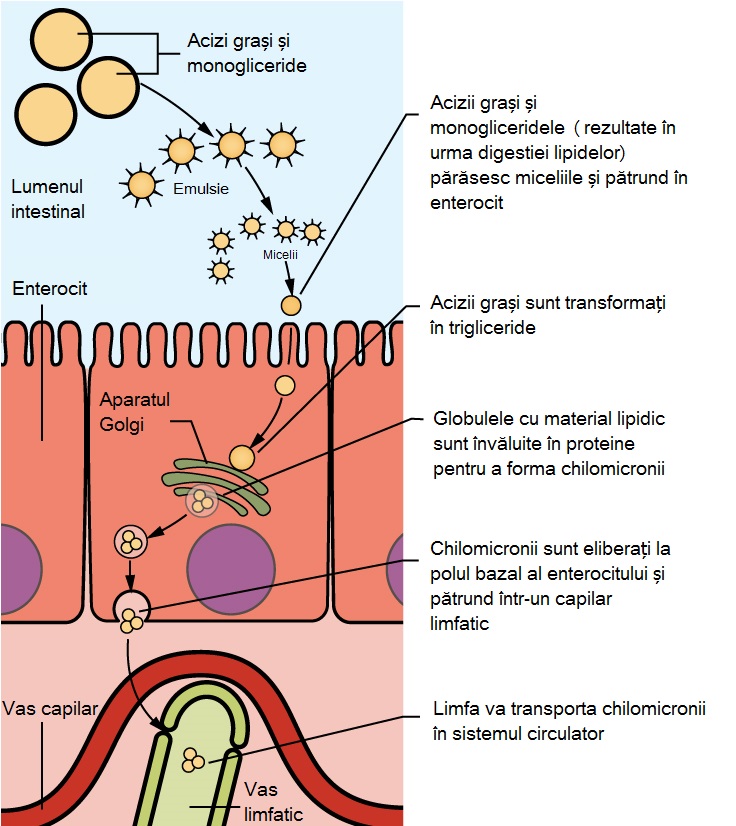 Acizi grași și
monogliceride
Lumenul
intestinal
Emulsie
Micelii
Acizii grași și
monogliceridele ( rezultate în
urma digestiei lipidelor)
părăsesc miceliile și pătrund în
enterocit
Enterocit
Acizii grași sunt transformați
în trigliceride
Aparatul
Golgi
Globulele cu material lipidic
sunt învăluite în proteine
pentru a forma chilomicronii
Chilomicronii sunt eliberați la
polul bazal al enterocitului și
pătrund într-un capilar
limfatic
Vas capilar
Limfa va transporta chilomicronii
în sistemul circulator
Vas
limfatic